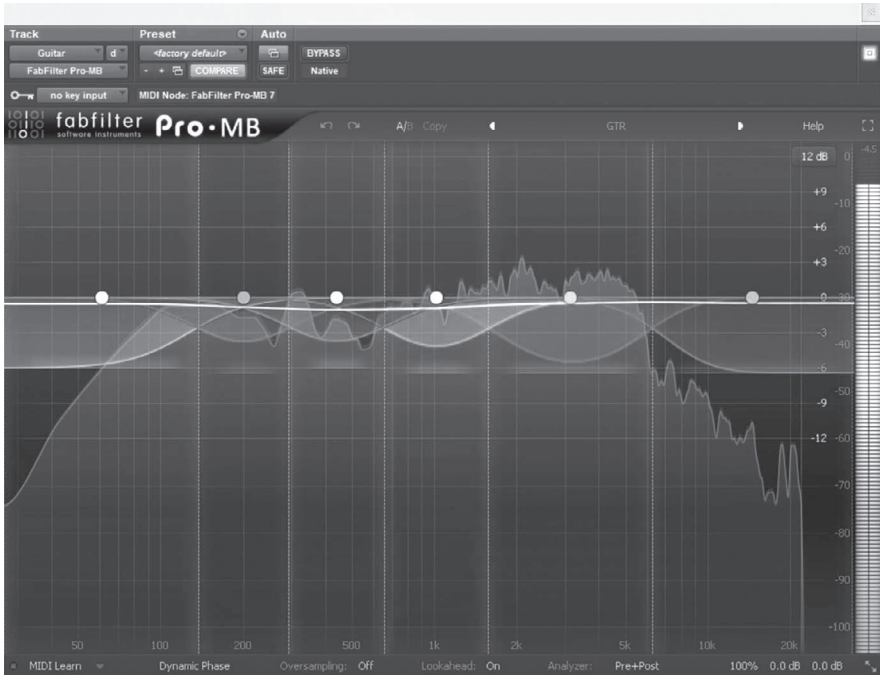 Track Preset Auto
Guitar d <factory default> BYPASS
FabFilter Pro-MB - + COMPARE SAFE Native
no key input MIDI Node: FabFilter Pro-MB 7
fabfilter software instruments Pro·MB A/B Copy GTR Help
-4.5
12 dB 0
+9
-10
+6
-20
+3
0 -30
-3
-40
-6
-50
-9
-12 -60
-70
-80
-90
-100
50 100 200 500 1k 2k 5k 10k 20k
MIDI Learn Dynamic Phase Oversampling: Off Lookahead: On Analyzer: Pre+Post 100% 0.0 dB 0.0 dB